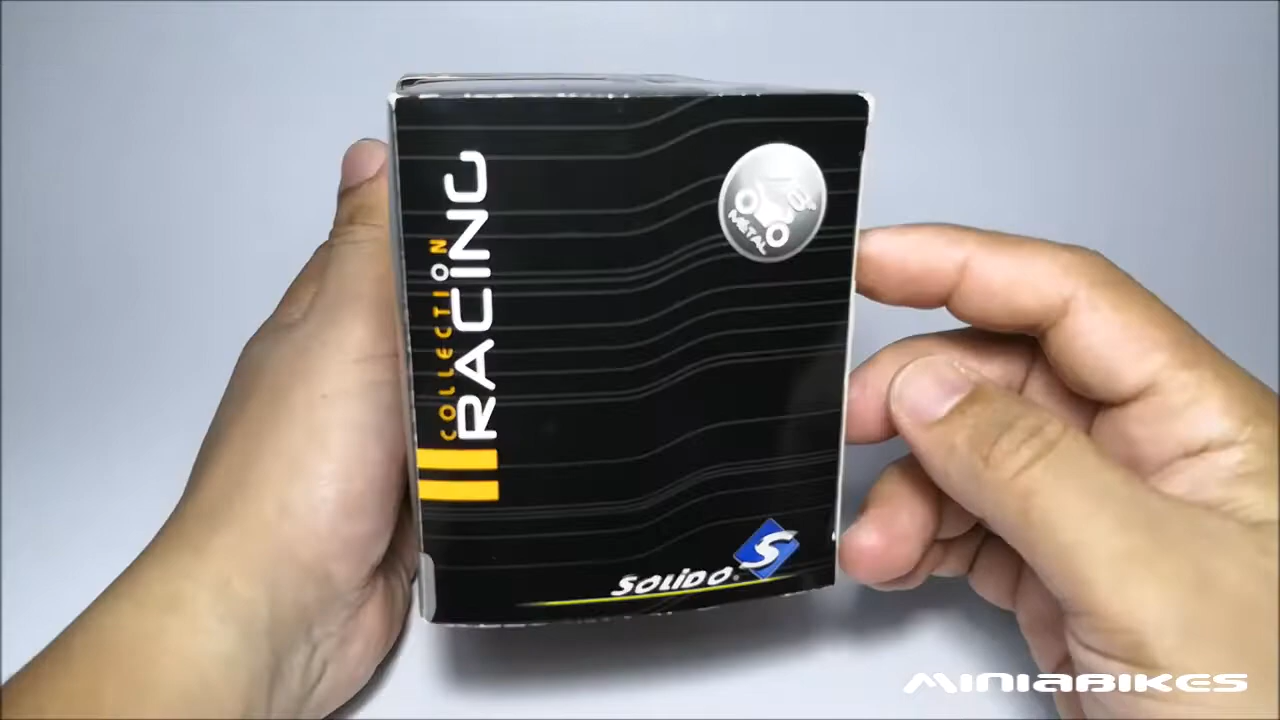 COLLECTION
RACING
METAL
SOLIDO
S
MINIABIKES